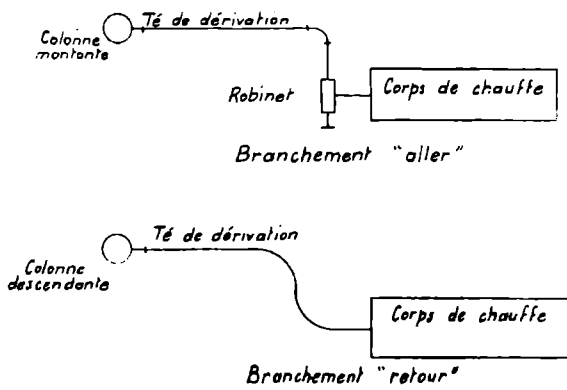 Té de dérivation
Colonne
montante
Robinet
Corps de chauffe
Branchement "aller"
Té de dérivation
Colonne
descendante
Corps de chauffe
Branchement "retour"